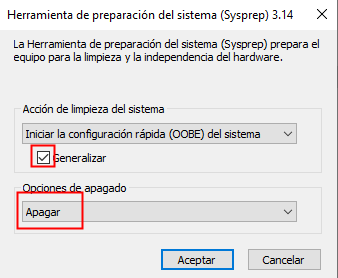 Herramienta de preparación del sistema (Sysprep) 3.14
La Herramienta de preparación del sistema (Sysprep) prepara el
equipo para la limpieza y la independencia del hardware.
Acción de limpieza del sistema
Iniciar la configuración rápida (OOBE) del sistema
Generalizar
Opciones de apagado
Apagar
Aceptar
Cancelar